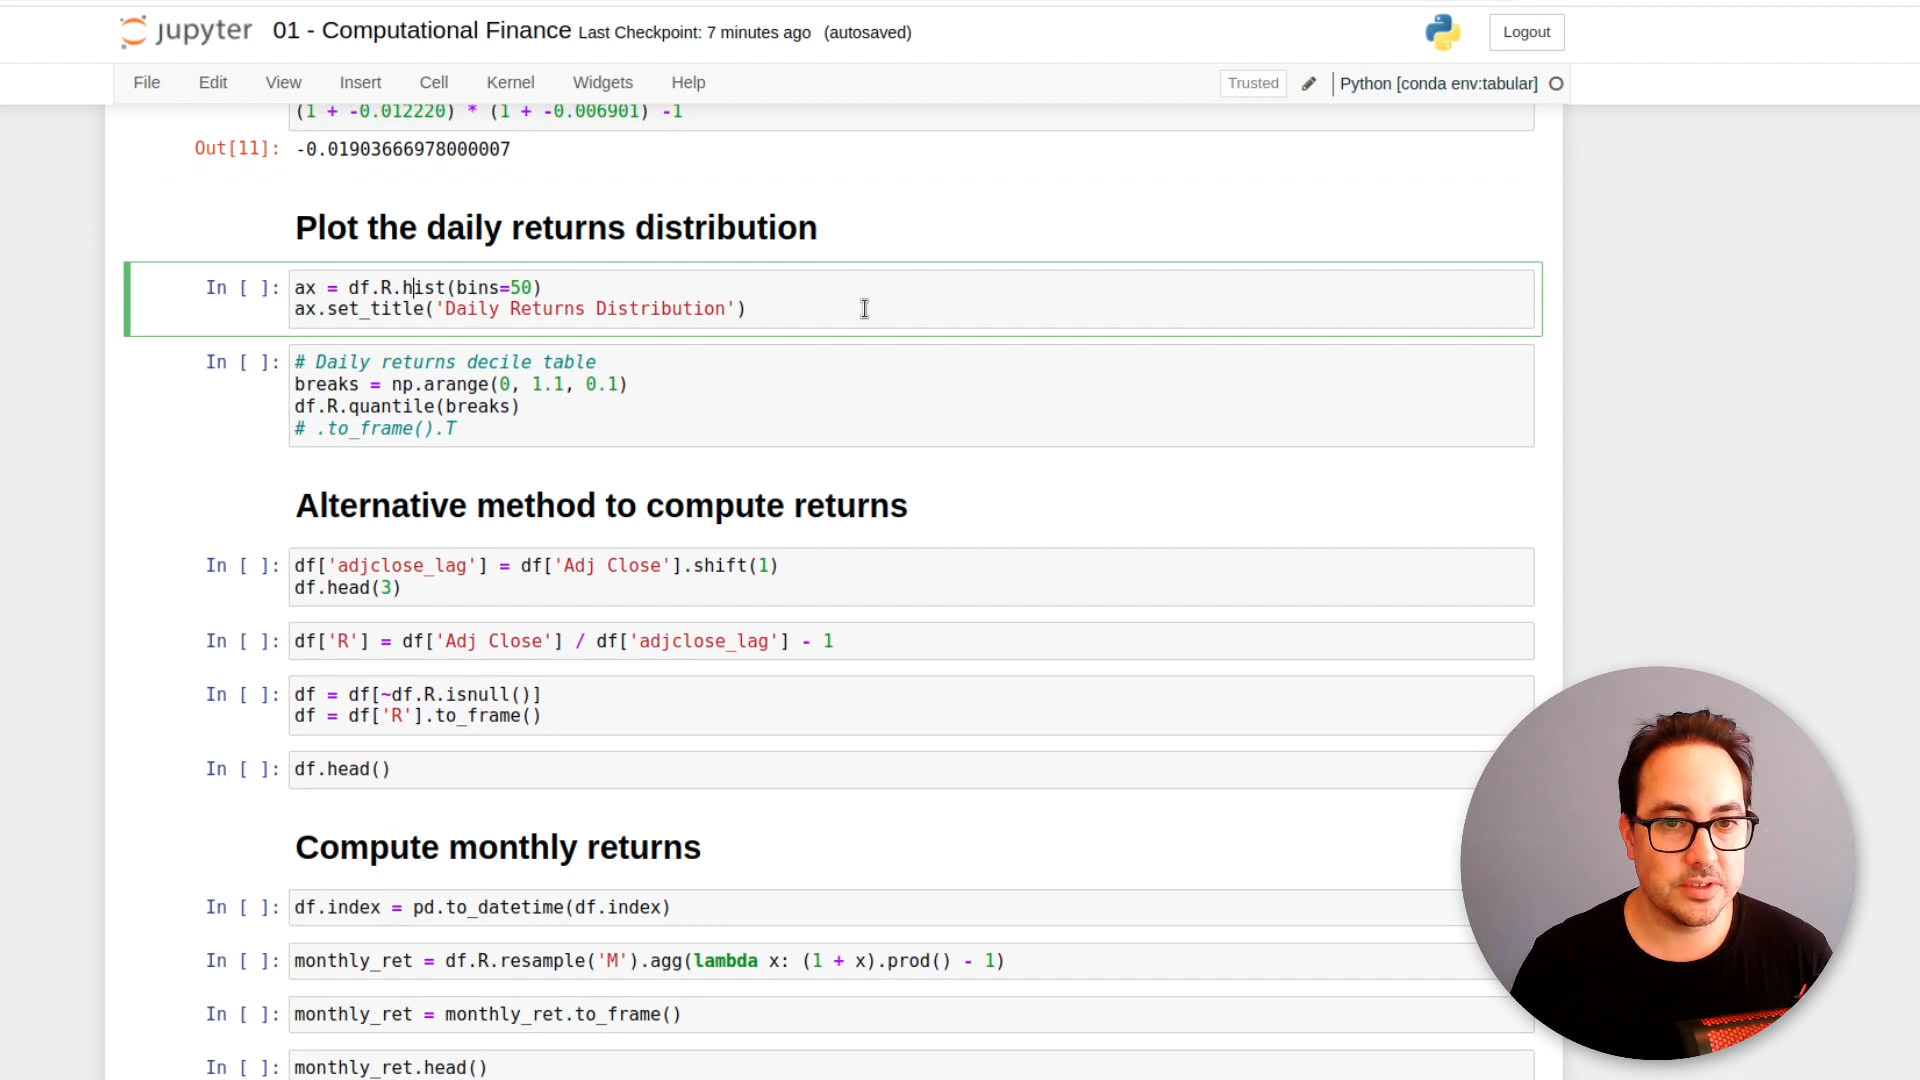 jupyter 01 - Computational Finance Last Checkpoint: 7 minutes ago (autosaved) Logout
File Edit View Insert Cell Kernel Widgets Help Trusted Python [conda env:tabular]
(1 + -0.012220) * (1 + -0.006901) -1
Out[11]: -0.01903666978000007
Plot the daily returns distribution
In [ ]: ax = df.R.hist(bins=50)
ax.set_title('Daily Returns Distribution')
In [ ]: # Daily returns decile table
breaks = np.arange(0, 1.1, 0.1)
df.R.quantile(breaks)
# .to_frame().T
Alternative method to compute returns
In [ ]: df['adjclose_lag'] = df['Adj Close'].shift(1)
df.head(3)
In [ ]: df['R'] = df['Adj Close'] / df['adjclose_lag'] - 1
In [ ]: df = df[~df.R.isnull()]
df = df['R'].to_frame()
In [ ]: df.head()
Compute monthly returns
In [ ]: df.index = pd.to_datetime(df.index)
In [ ]: monthly_ret = df.R.resample('M').agg(lambda x: (1 + x).prod() - 1)
In [ ]: monthly_ret = monthly_ret.to_frame()
In [ ]: monthly_ret.head()